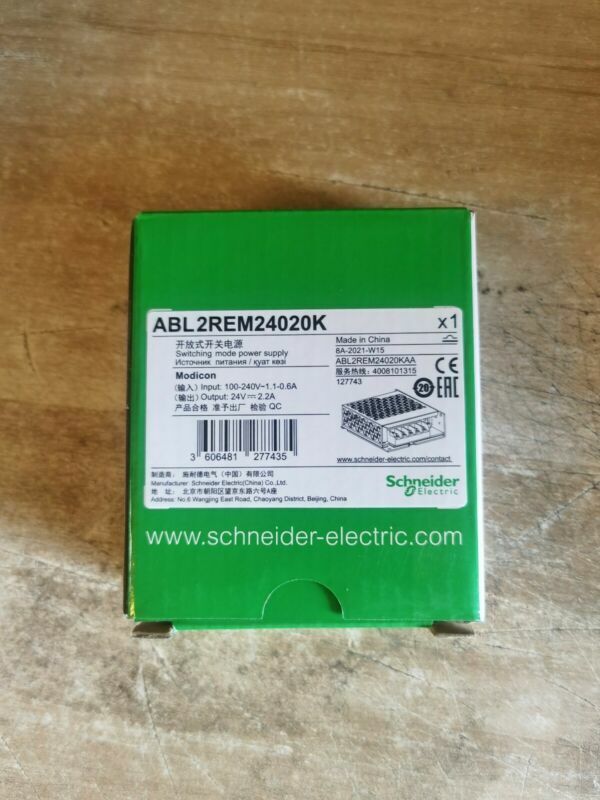 ABL2REM24020K
x1
开放式开关电源
Switching mode power supply
Источник питания / қуат көзі
Modicon
(输入) Input: 100-240V~1.1-0.6A
(输出) Output: 24V⎓2.2A
产品合格 准予出厂 检验 QC
Made in China
8A-2021-W15
ABL2REM24020KAA
服务热线: 4008101315
127743
CE
20
EAC
3 606481 277435
www.schneider-electric.com/contact
制造商: 施耐德电气(中国)有限公司
Manufacturer: Schneider Electric(China) Co.,Ltd.
地 址: 北京市朝阳区望京东路六号A座
Address: No.6 Wangjing East Road, Chaoyang District, Beijing, China
Schneider
Electric
www.schneider-electric.com